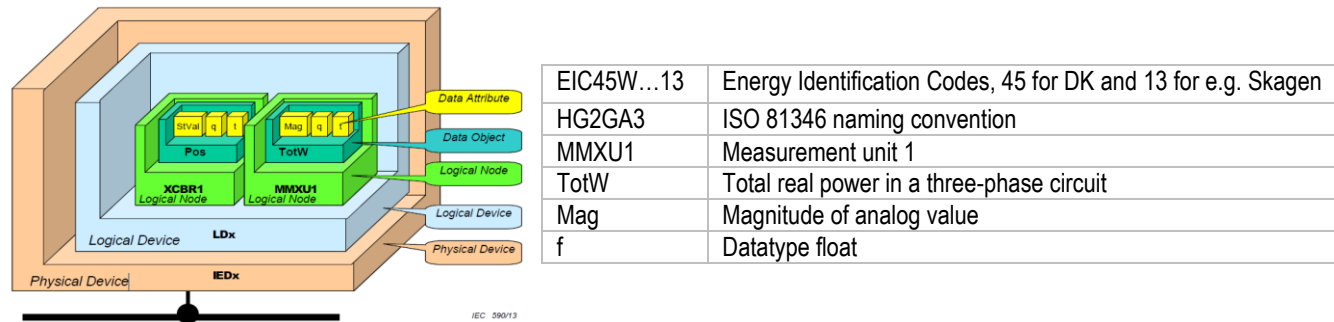 Data Attribute
StVal q t
Mag q t
Data Object
Pos
TotW
Logical Node
XCBR1
Logical Node
MMXU1
Logical Node
Logical Device
Logical Device
LDx
Physical Device
IEDx
Physical Device
IEC 590/13
EIC45W…13 Energy Identification Codes, 45 for DK and 13 for e.g. Skagen
HG2GA3 ISO 81346 naming convention
MMXU1 Measurement unit 1
TotW Total real power in a three-phase circuit
Mag Magnitude of analog value
f Datatype float